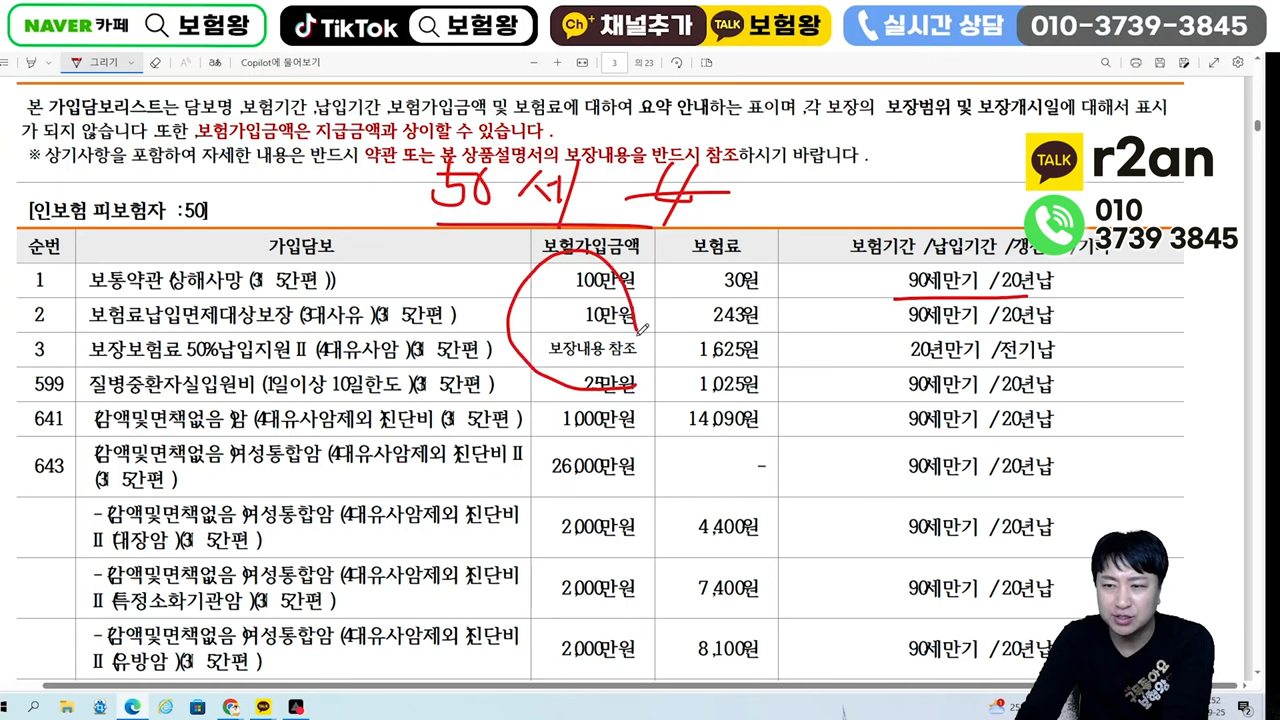 NAVER 카페 보험왕 TikTok 보험왕 Ch+ 채널추가 TALK 보험왕 실시간 상담 010-3739-3845
그리기 Copilot에 물어보기 3 의 23
본 가입담보리스트는 담보명 ,보험기간 ,납입기간 ,보험가입금액 및 보험료에 대하여 요약 안내하는 표이며 ,각 보장의 보장범위 및 보장개시일에 대해서 표시
가 되지 않습니다 .또한 ,보험가입금액은 지급금액과 상이할 수 있습니다 .
※ 상기사항을 포함하여 자세한 내용은 반드시 약관 또는 본 상품설명서의 보장내용을 반드시 참조하시기 바랍니다 .
TALK r2an
50세 女
[인보험 피보험자 :50]
010
3739 3845
순번 가입담보 보험가입금액 보험료 보험기간 /납입기간 /갱
1 보통약관 (상해사망 (3 5간편 )) 100만원 30원 90세만기 /20년납
2 보험료납입면제대상보장 (3대사유 )(3 5간편 ) 10만원 243원 90세만기 /20년납
3 보장보험료 50%납입지원Ⅱ (4대유사암 )(3 5간편 ) 보장내용 참조 1,625원 20년만기 /전기납
599 질병중환자실입원비 (1일이상 10일한도 )(3 5간편 ) 25만원 1,025원 90세만기 /20년납
641 (감액및면책없음 )암 (4대유사암제외 )진단비 (3 5간편 ) 1,000만원 14,090원 90세만기 /20년납
643 (감액및면책없음 )여성통합암 (4대유사암제외 )진단비Ⅱ 26,000만원 - 90세만기 /20년납
(3 5간편 )
-(감액및면책없음 )여성통합암 (4대유사암제외 )진단비 2,000만원 4,400원 90세만기 /20년납
Ⅱ (대장암 )(3 5간편 )
-(감액및면책없음 )여성통합암 (4대유사암제외 )진단비 2,000만원 7,400원 90세만기 /20년납
Ⅱ (특정소화기관암 )(3 5간편 )
-(감액및면책없음 )여성통합암 (4대유사암제외 )진단비 2,000만원 8,100원 90세만기 /20년납
Ⅱ (유방암 )(3 5간편 )
보험왕